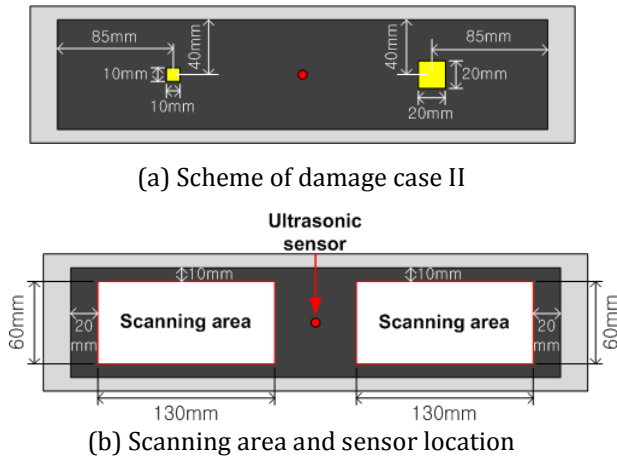 85mm
40mm
40mm
85mm
10mm
10mm
20mm
20mm
(a) Scheme of damage case II
Ultrasonic
sensor
10mm
10mm
60mm
20
mm
Scanning area
Scanning area
20
mm
60mm
130mm
130mm
(b) Scanning area and sensor location